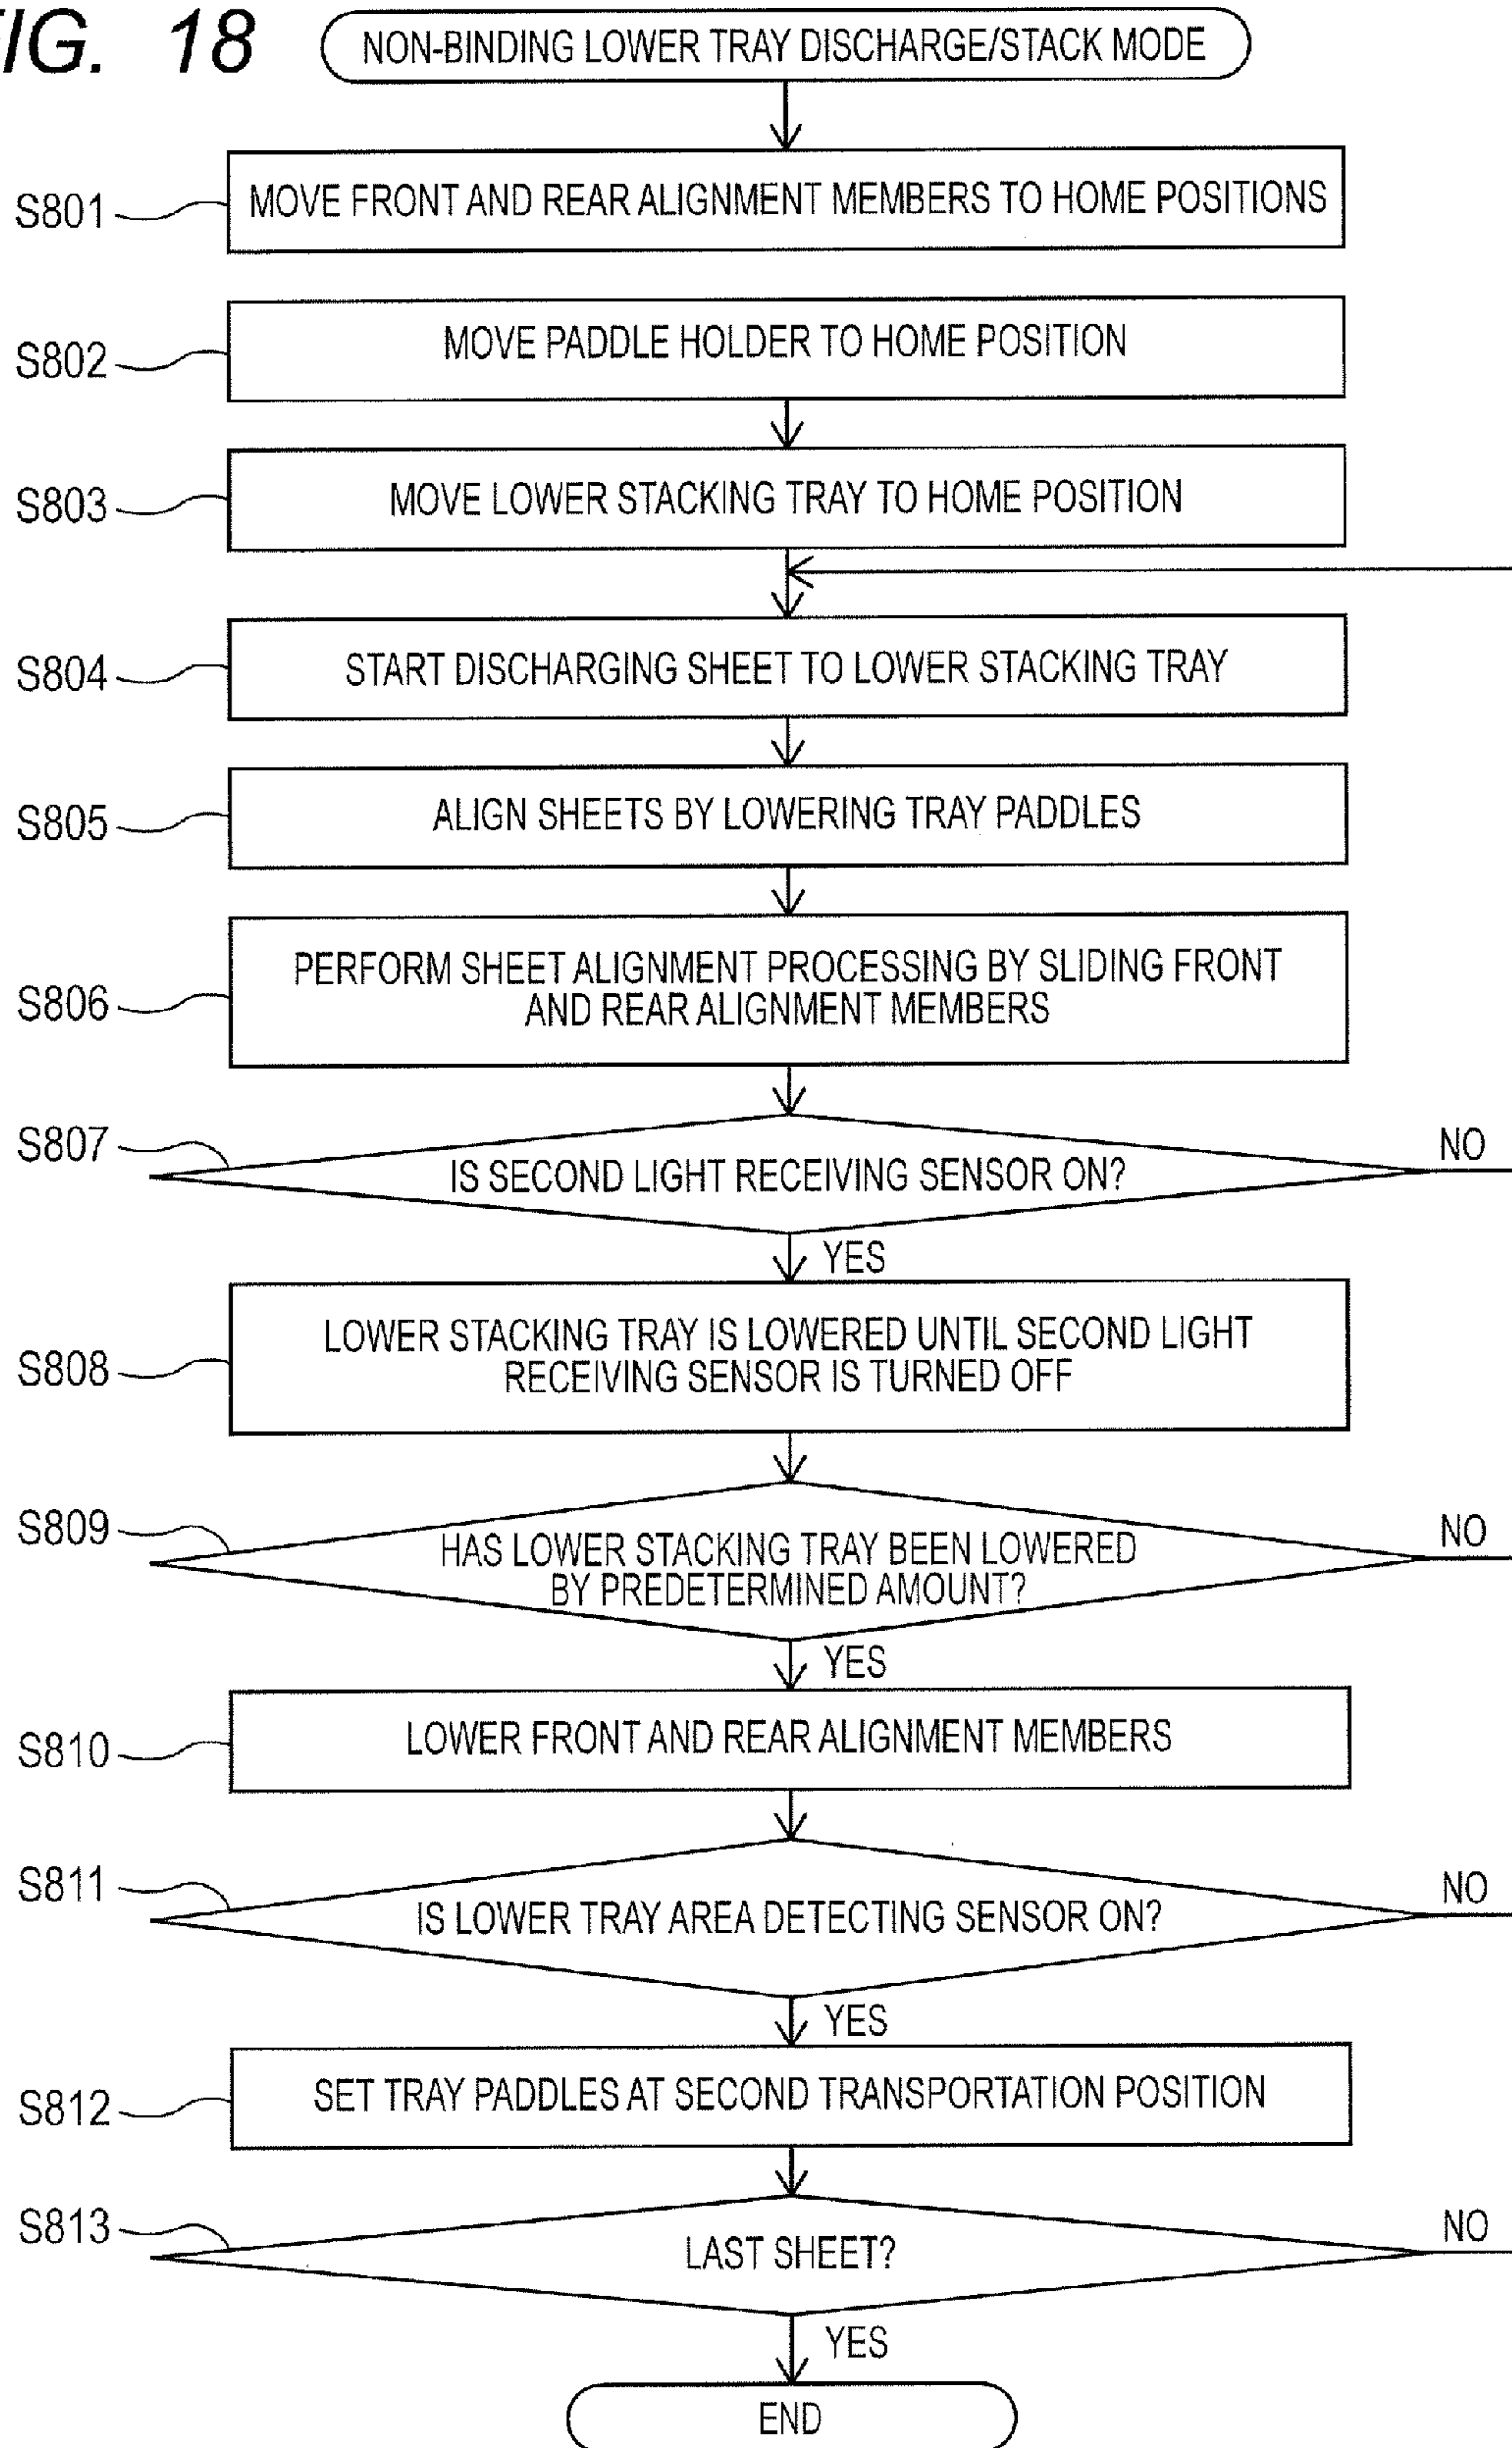 FIG. 18
NON-BINDING LOWER TRAY DISCHARGE/STACK MODE
S801
MOVE FRONT AND REAR ALIGNMENT MEMBERS TO HOME POSITIONS
S802
MOVE PADDLE HOLDER TO HOME POSITION
S803
MOVE LOWER STACKING TRAY TO HOME POSITION
S804
START DISCHARGING SHEET TO LOWER STACKING TRAY
S805
ALIGN SHEETS BY LOWERING TRAY PADDLES
S806
PERFORM SHEET ALIGNMENT PROCESSING BY SLIDING FRONT
AND REAR ALIGNMENT MEMBERS
S807
IS SECOND LIGHT RECEIVING SENSOR ON?
NO
YES
S808
LOWER STACKING TRAY IS LOWERED UNTIL SECOND LIGHT
RECEIVING SENSOR IS TURNED OFF
S809
HAS LOWER STACKING TRAY BEEN LOWERED
BY PREDETERMINED AMOUNT?
NO
YES
S810
LOWER FRONT AND REAR ALIGNMENT MEMBERS
S811
IS LOWER TRAY AREA DETECTING SENSOR ON?
NO
YES
S812
SET TRAY PADDLES AT SECOND TRANSPORTATION POSITION
S813
LAST SHEET?
NO
YES
END